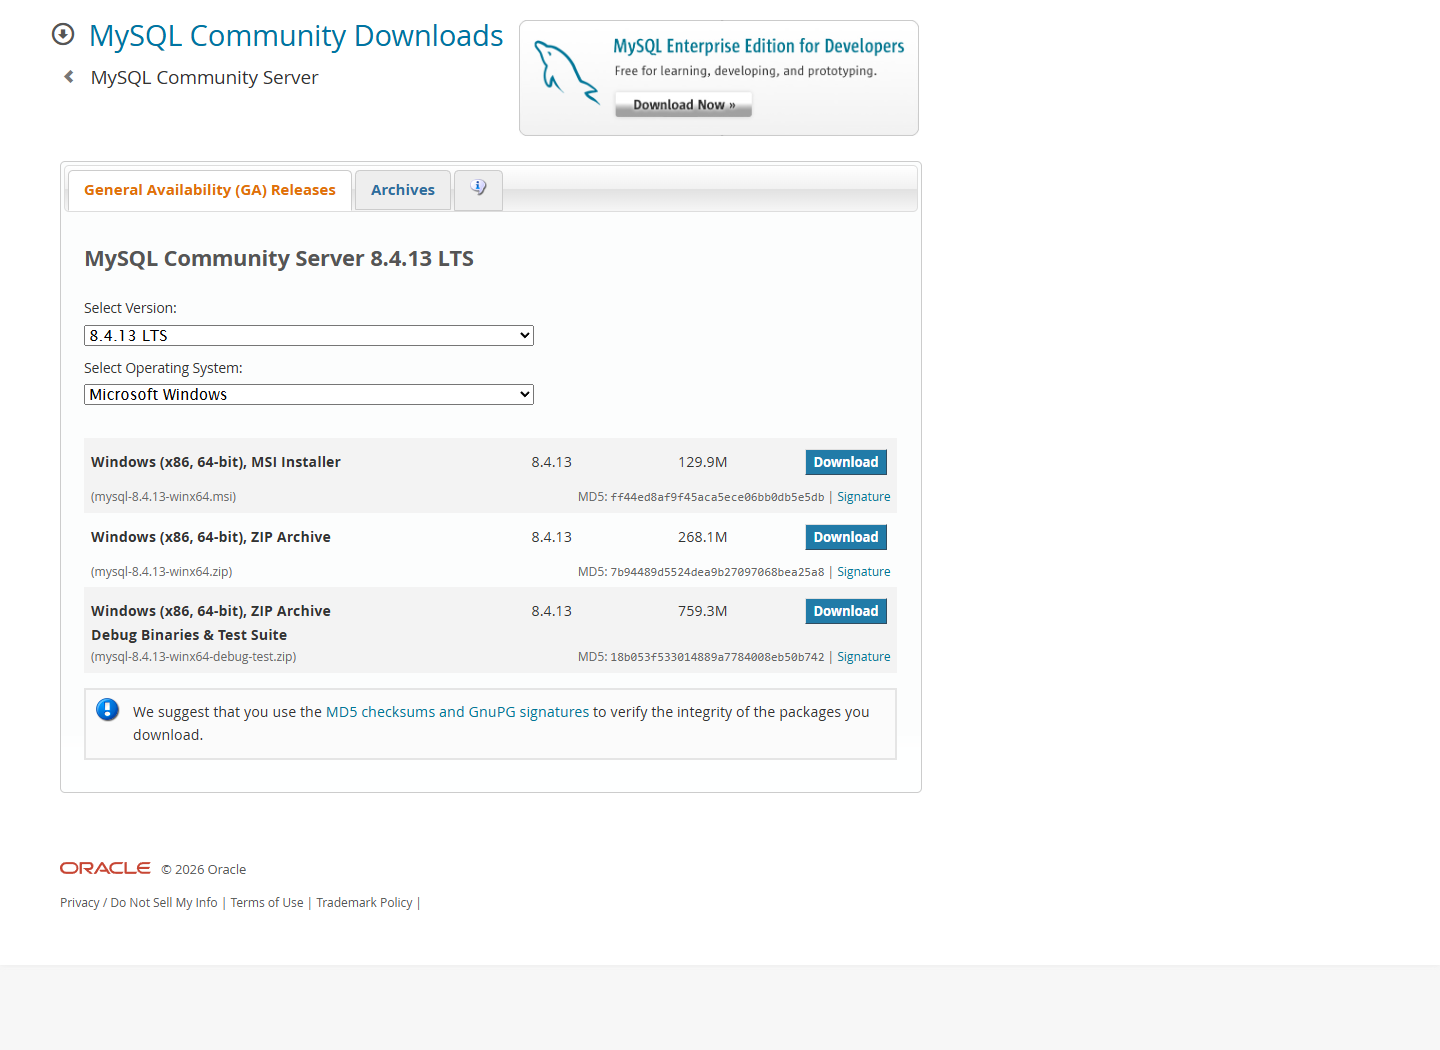 MySQL Community Downloads
MySQL Community Server
MySQL Enterprise Edition for Developers
Free for learning, developing, and prototyping.
Download Now »
General Availability (GA) Releases
Archives
MySQL Community Server 8.4.13 LTS
Select Version:
8.4.13 LTS
Select Operating System:
Microsoft Windows
Windows (x86, 64-bit), MSI Installer 8.4.13 129.9M Download
(mysql-8.4.13-winx64.msi) MD5: ff44ed8af9f45aca5ece06bb0db5e5db | Signature
Windows (x86, 64-bit), ZIP Archive 8.4.13 268.1M Download
(mysql-8.4.13-winx64.zip) MD5: 7b94489d5524dea9b27097068bea25a8 | Signature
Windows (x86, 64-bit), ZIP Archive 8.4.13 759.3M Download
Debug Binaries & Test Suite
(mysql-8.4.13-winx64-debug-test.zip) MD5: 18b053f533014889a7784008eb50b742 | Signature
We suggest that you use the MD5 checksums and GnuPG signatures to verify the integrity of the packages you
download.
ORACLE © 2026 Oracle
Privacy / Do Not Sell My Info | Terms of Use | Trademark Policy |